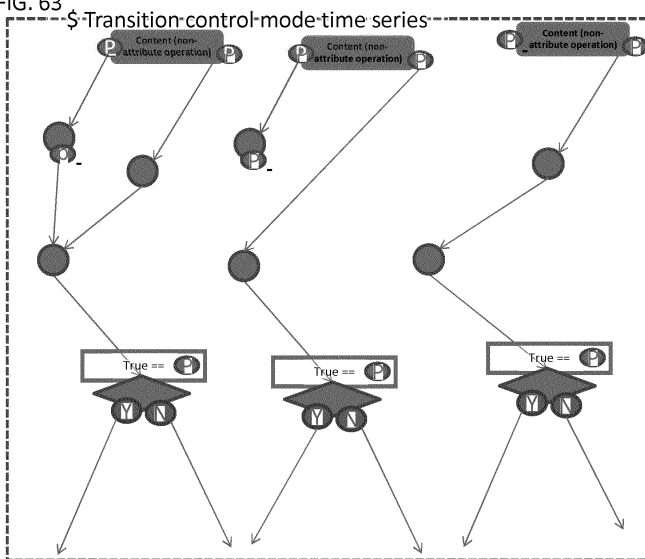 FIG. 63
$ Transition control mode time series
P Content (non-attribute operation) P
P Content (non-attribute operation) P
P Content (non-attribute operation) P
P
True == P
True == P
True == P
Y N
Y N
Y N